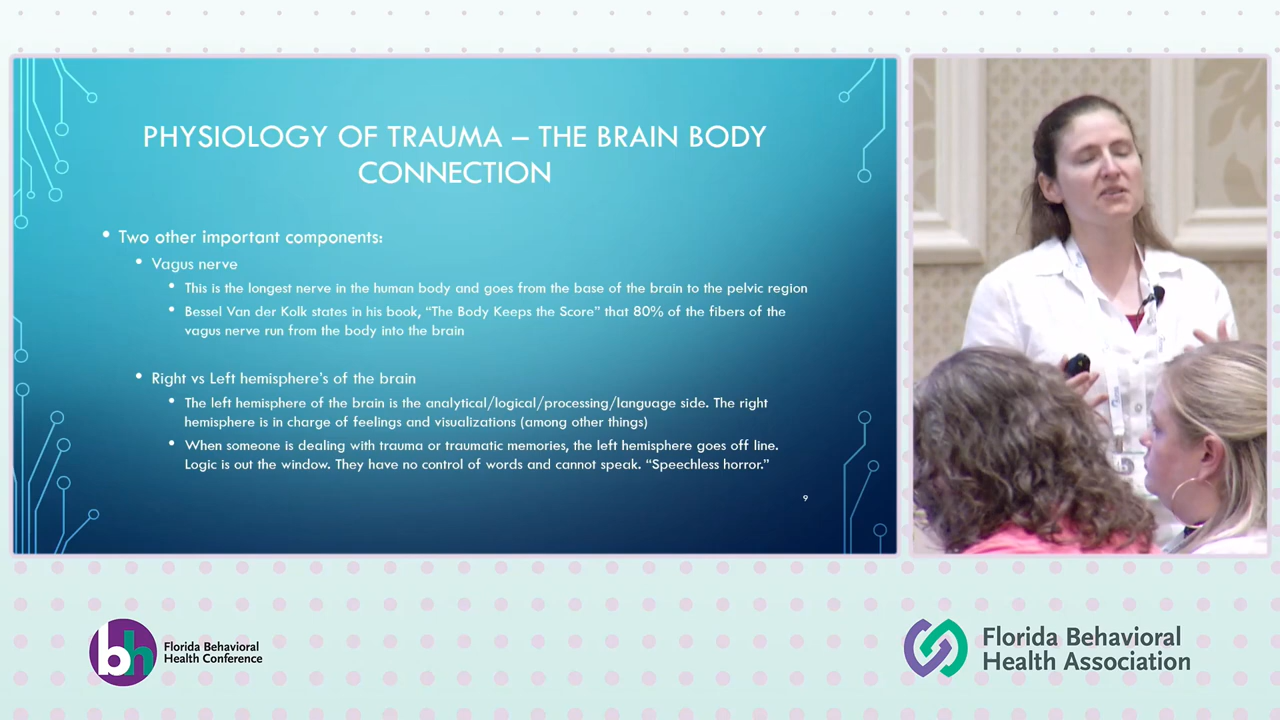 PHYSIOLOGY OF TRAUMA – THE BRAIN BODY
CONNECTION
• Two other important components:
• Vagus nerve
• This is the longest nerve in the human body and goes from the base of the brain to the pelvic region
• Bessel Van der Kolk states in his book, “The Body Keeps the Score” that 80% of the fibers of the
vagus nerve run from the body into the brain
• Right vs Left hemisphere's of the brain
• The left hemisphere of the brain is the analytical/logical/processing/language side. The right
hemisphere is in charge of feelings and visualizations (among other things)
• When someone is dealing with trauma or traumatic memories, the left hemisphere goes off line.
Logic is out the window. They have no control of words and cannot speak. “Speechless horror.”
9
bh
Florida Behavioral
Health Conference
Florida Behavioral
Health Association